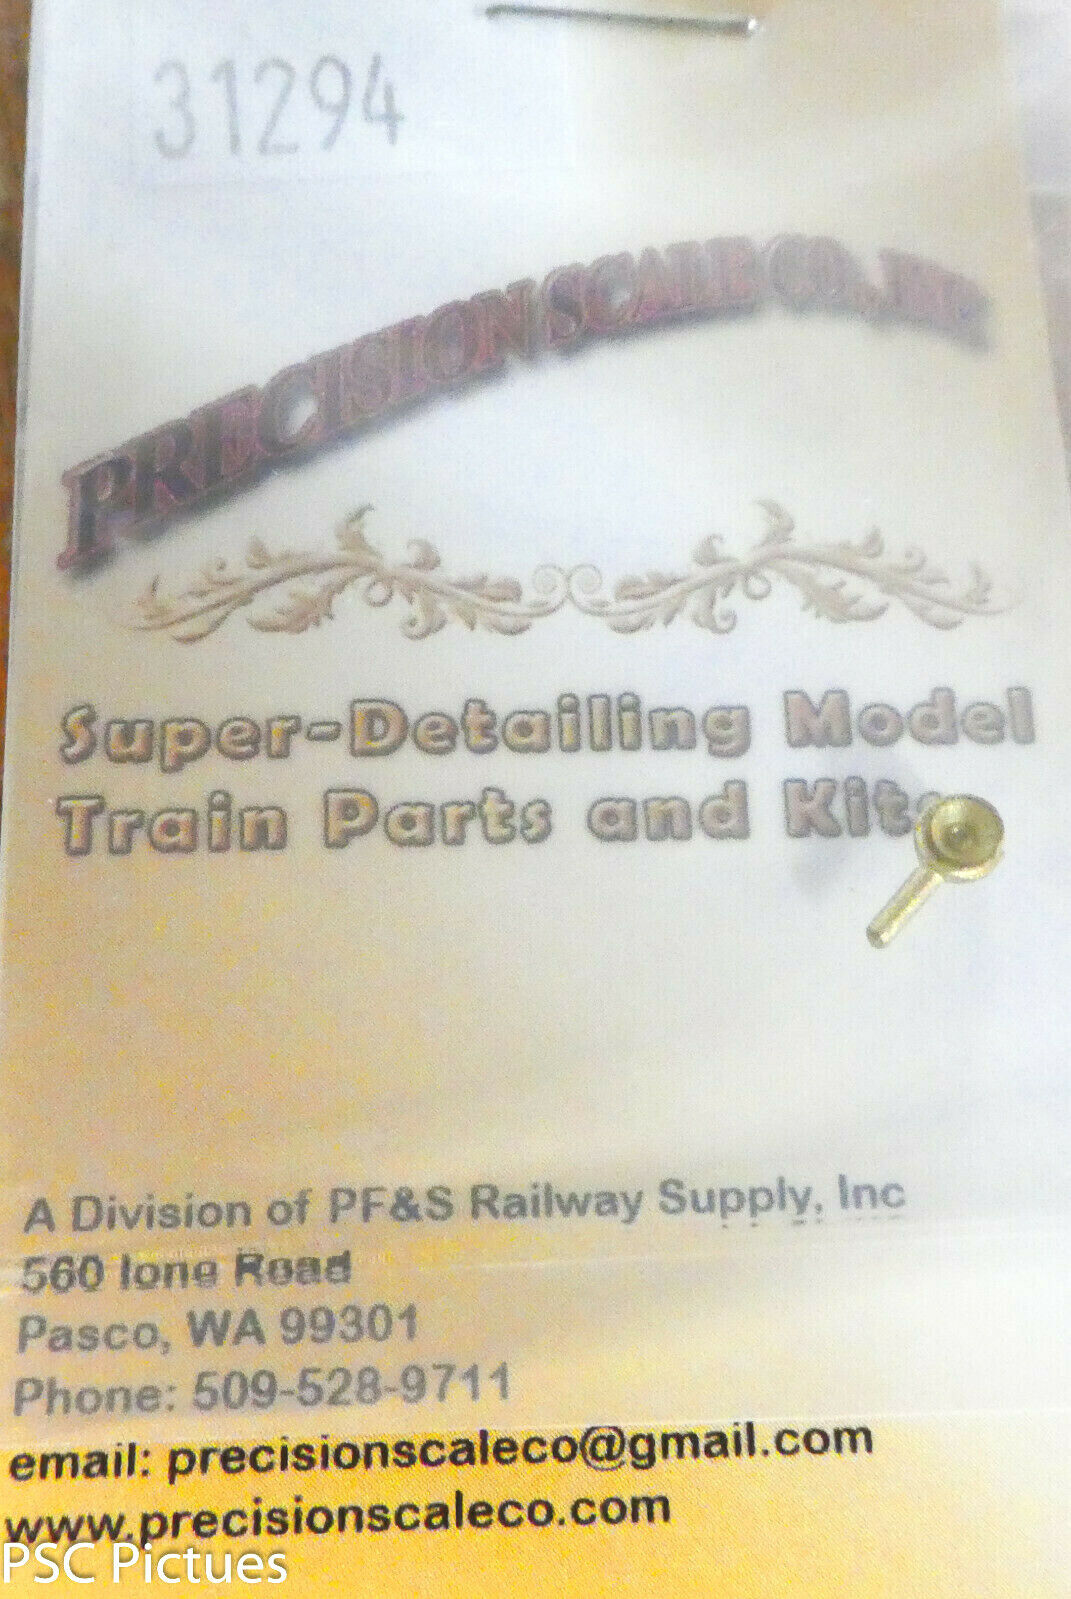 31294
PRECISION SCALE CO., INC.
Super-Detailing Model
Train Parts and Kits
A Division of PF&S Railway Supply, Inc
560 Ione Road
Pasco, WA 99301
Phone: 509-528-9711
email: precisionscaleco@gmail.com
www.precisionscaleco.com
PSC Pictues